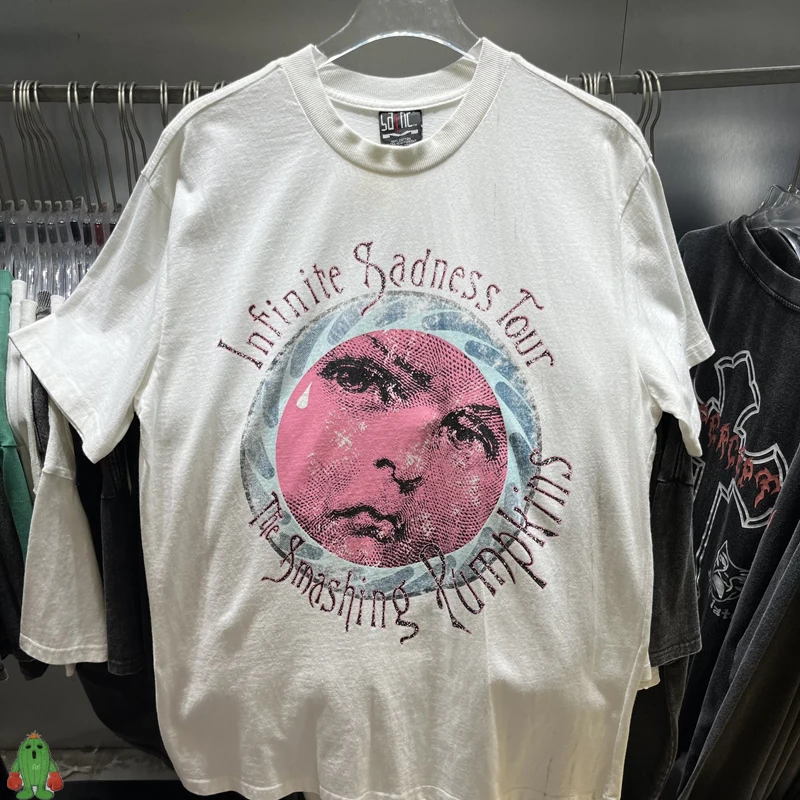 Infinite Sadness Tour
The Smashing Pumpkins